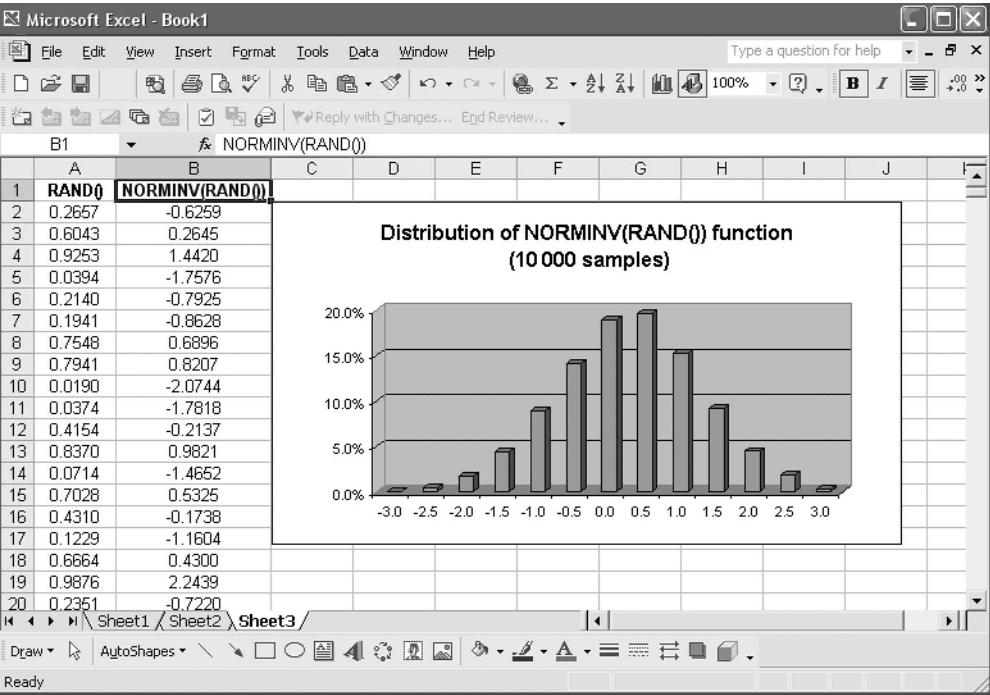 Microsoft Excel - Book1
File Edit View Insert Format Tools Data Window Help Type a question for help
100% B I
Reply with Changes... End Review...
B1 fx NORMINV(RAND())
A B C D E F G H I J
1 RAND() NORMINV(RAND())
2 0.2657 -0.6259
3 0.6043 0.2645
4 0.9253 1.4420
5 0.0394 -1.7576
6 0.2140 -0.7925
7 0.1941 -0.8628
8 0.7548 0.6896
9 0.7941 0.8207
10 0.0190 -2.0744
11 0.0374 -1.7818
12 0.4154 -0.2137
13 0.8370 0.9821
14 0.0714 -1.4652
15 0.7028 0.5325
16 0.4310 -0.1738
17 0.1229 -1.1604
18 0.6664 0.4300
19 0.9876 2.2439
20 0.2351 -0.7220
Distribution of NORMINV(RAND()) function
(10 000 samples)
20.0%
15.0%
10.0%
5.0%
0.0%
-3.0 -2.5 -2.0 -1.5 -1.0 -0.5 0.0 0.5 1.0 1.5 2.0 2.5 3.0
Sheet1 Sheet2 Sheet3
Draw AutoShapes
Ready